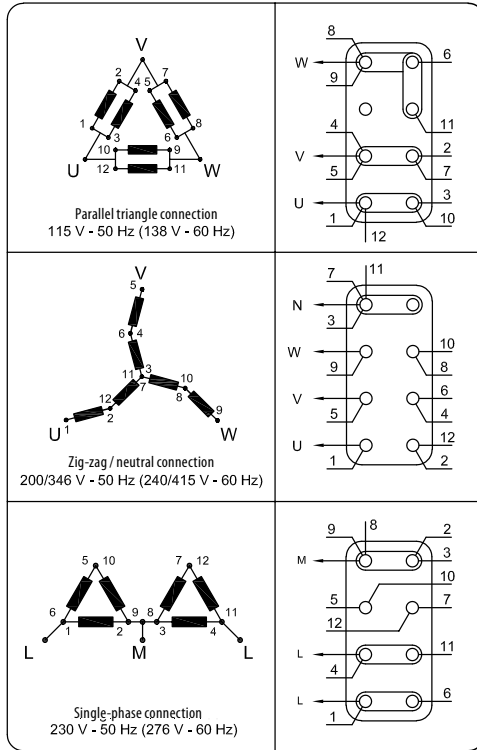 V
2
7
4
5
1
3
6
8
10
9
12
11
U
W
Parallel triangle connection
115 V - 50 Hz (138 V - 60 Hz)
8
6
W
9
11
4
2
V
5
7
U
3
1
10
12
V
5
6
4
11
3
7
10
8
12
2
1
9
U
W
Zig-zag / neutral connection
200/346 V - 50 Hz (240/415 V - 60 Hz)
7
11
N
3
W
10
9
8
V
6
5
4
U
12
1
2
5
10
7
12
6
1
2
9
8
3
4
11
L
M
L
Single-phase connection
230 V - 50 Hz (276 V - 60 Hz)
9
8
2
M
3
10
5
7
12
L
11
4
L
6
1